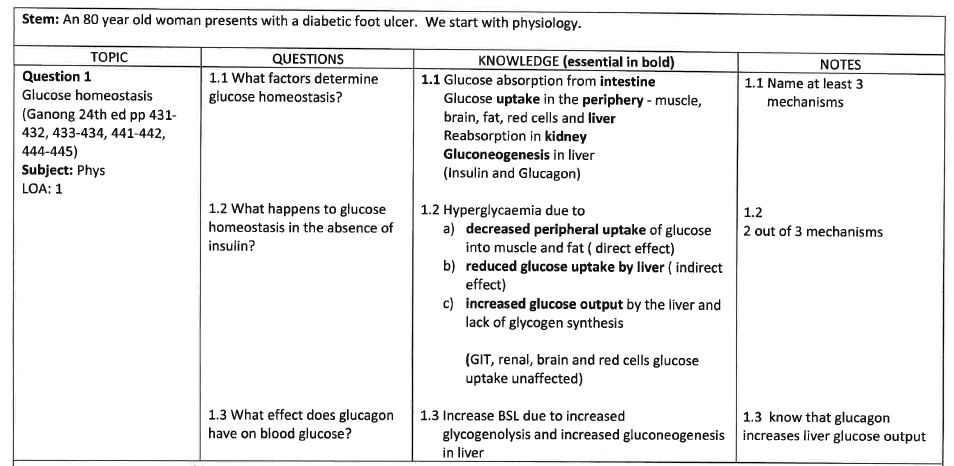 Stem: An 80 year old woman presents with a diabetic foot ulcer. We start with physiology.
TOPIC
QUESTIONS
KNOWLEDGE (essential in bold)
NOTES
Question 1
Glucose homeostasis
(Ganong 24th ed pp 431-
432, 433-434, 441-442,
444-445)
Subject: Phys
LOA: 1
1.1 What factors determine
glucose homeostasis?
1.1 Glucose absorption from intestine
Glucose uptake in the periphery - muscle,
brain, fat, red cells and liver
Reabsorption in kidney
Gluconeogenesis in liver
(Insulin and Glucagon)
1.1 Name at least 3
mechanisms
1.2 What happens to glucose
homeostasis in the absence of
insulin?
1.2 Hyperglycaemia due to
a) decreased peripheral uptake of glucose
into muscle and fat ( direct effect)
b) reduced glucose uptake by liver ( indirect
effect)
c) increased glucose output by the liver and
lack of glycogen synthesis
(GIT, renal, brain and red cells glucose
uptake unaffected)
1.2
2 out of 3 mechanisms
1.3 What effect does glucagon
have on blood glucose?
1.3 Increase BSL due to increased
glycogenolysis and increased gluconeogenesis
in liver
1.3 know that glucagon
increases liver glucose output